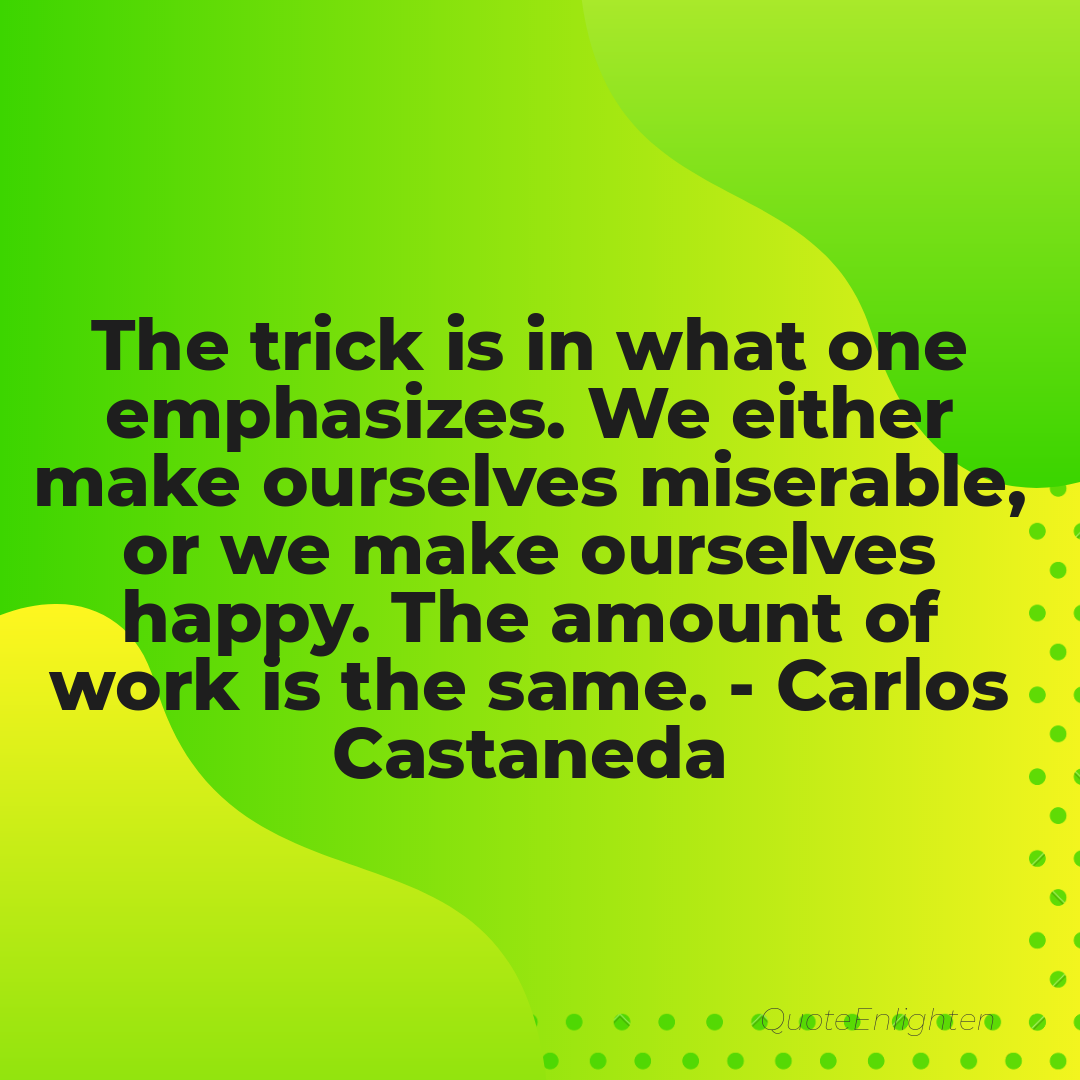 The trick is in what one
emphasizes. We either
make ourselves miserable,
or we make ourselves
happy. The amount of
work is the same. - Carlos
Castaneda
QuoteEnlighten